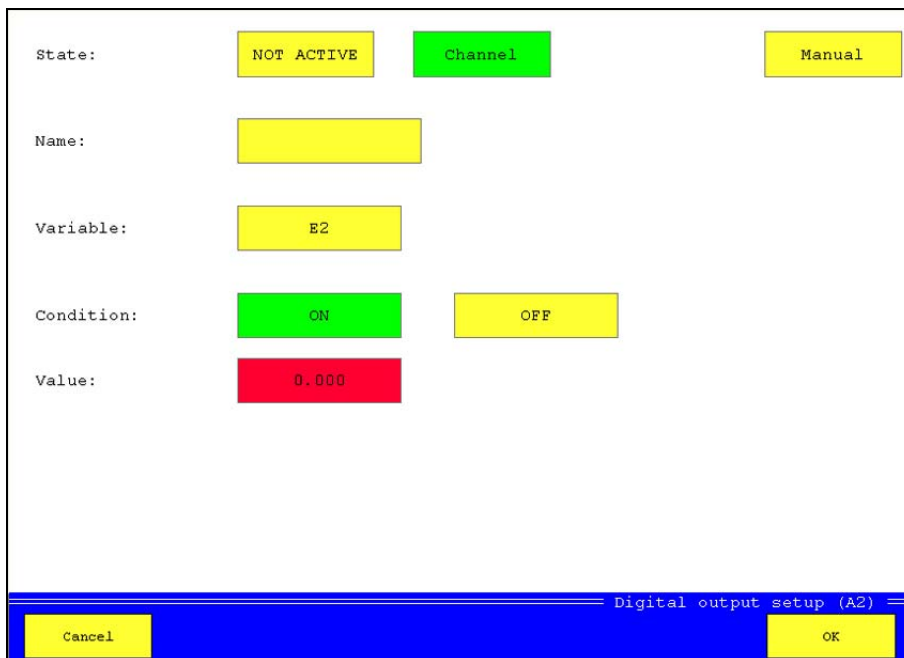 State: NOT ACTIVE Channel Manual
Name:
Variable: E2
Condition: ON OFF
Value: 0.000
Digital output setup (A2)
Cancel OK